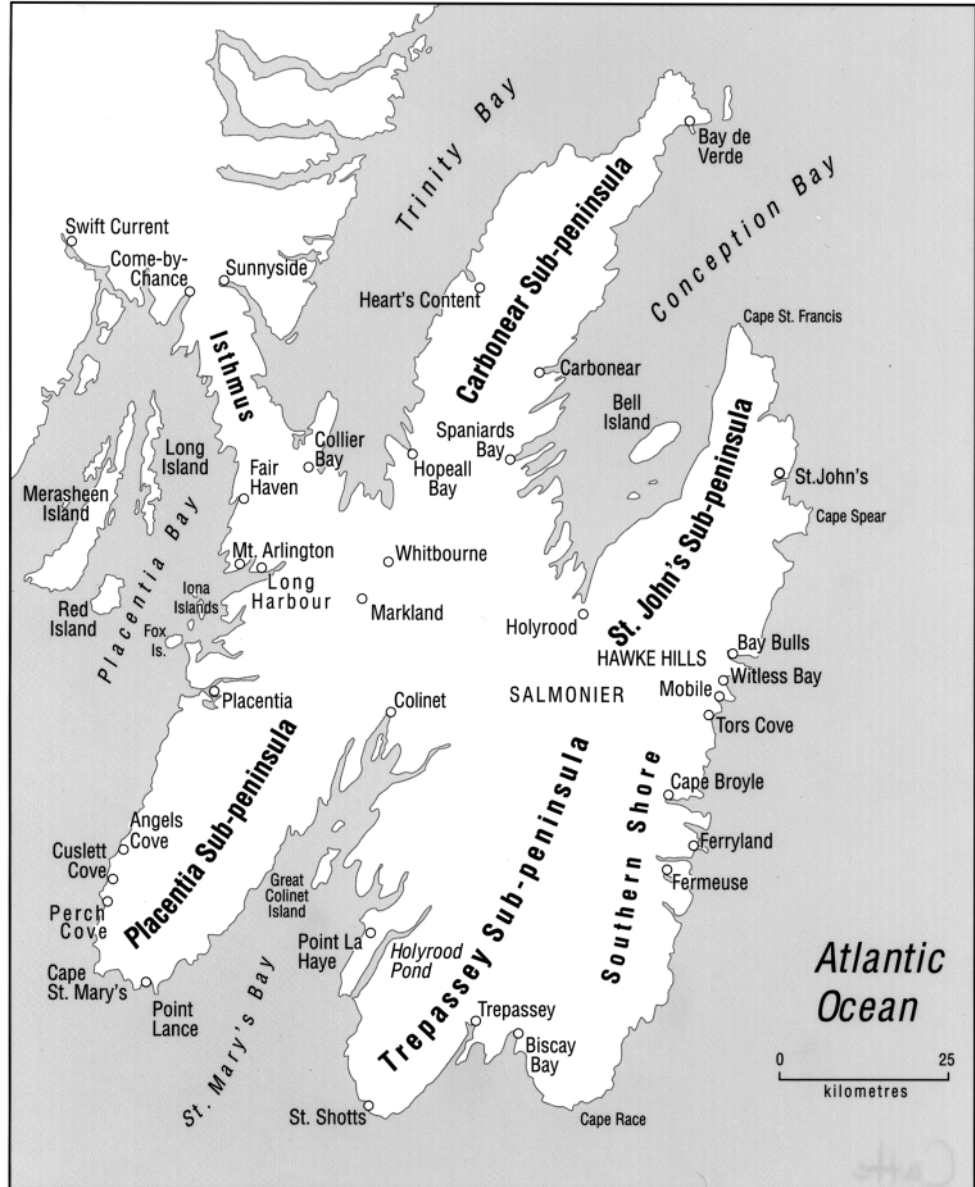 Trinity Bay
Bay de
Verde
Conception Bay
Carbonear Sub-peninsula
Swift Current
Come-by-
Chance
Sunnyside
Heart's Content
Cape St. Francis
Isthmus
Carbonear
Bell
Island
Long
Island
Collier
Bay
Spaniards
Bay
Hopeall
Bay
St. John's Sub-peninsula
St.John's
Merasheen
Island
Fair
Haven
Cape Spear
Placentia Bay
Mt. Arlington
Long
Harbour
Whitbourne
Iona
Islands
Red
Island
Markland
Holyrood
Fox
Is.
HAWKE HILLS
Bay Bulls
Witless Bay
Placentia
Colinet
SALMONIER
Mobile
Tors Cove
Placentia Sub-peninsula
Trepassey Sub-peninsula
Southern Shore
Cape Broyle
Angels
Cove
Cuslett
Cove
Ferryland
Great
Colinet
Island
Fermeuse
Perch
Cove
Point La
Haye
Holyrood
Pond
Cape
St. Mary's
Point
Lance
St. Mary's Bay
Atlantic
Ocean
Trepassey
Biscay
Bay
0 25
kilometres
St. Shotts
Cape Race